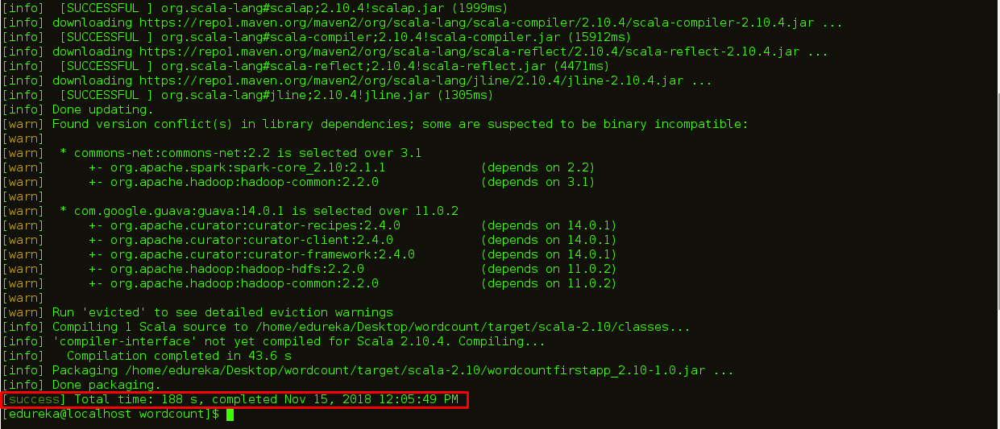 [info]  [SUCCESSFUL ] org.scala-lang#scalap;2.10.4!scalap.jar (1999ms)
[info] downloading https://repo1.maven.org/maven2/org/scala-lang/scala-compiler/2.10.4/scala-compiler-2.10.4.jar ...
[info]  [SUCCESSFUL ] org.scala-lang#scala-compiler;2.10.4!scala-compiler.jar (15912ms)
[info] downloading https://repo1.maven.org/maven2/org/scala-lang/scala-reflect/2.10.4/scala-reflect-2.10.4.jar ...
[info]  [SUCCESSFUL ] org.scala-lang#scala-reflect;2.10.4!scala-reflect.jar (4471ms)
[info] downloading https://repo1.maven.org/maven2/org/scala-lang/jline/2.10.4/jline-2.10.4.jar ...
[info]  [SUCCESSFUL ] org.scala-lang#jline;2.10.4!jline.jar (1305ms)
[info] Done updating.
[warn] Found version conflict(s) in library dependencies; some are suspected to be binary incompatible:
[warn]
[warn]  * commons-net:commons-net:2.2 is selected over 3.1
[warn]      +- org.apache.spark:spark-core_2.10:2.1.1             (depends on 2.2)
[warn]      +- org.apache.hadoop:hadoop-common:2.2.0              (depends on 3.1)
[warn]
[warn]  * com.google.guava:guava:14.0.1 is selected over 11.0.2
[warn]      +- org.apache.curator:curator-recipes:2.4.0           (depends on 14.0.1)
[warn]      +- org.apache.curator:curator-client:2.4.0            (depends on 14.0.1)
[warn]      +- org.apache.curator:curator-framework:2.4.0         (depends on 14.0.1)
[warn]      +- org.apache.hadoop:hadoop-hdfs:2.2.0                (depends on 11.0.2)
[warn]      +- org.apache.hadoop:hadoop-common:2.2.0              (depends on 11.0.2)
[warn]
[warn] Run 'evicted' to see detailed eviction warnings
[info] Compiling 1 Scala source to /home/edureka/Desktop/wordcount/target/scala-2.10/classes...
[info] 'compiler-interface' not yet compiled for Scala 2.10.4. Compiling...
[info]   Compilation completed in 43.6 s
[info] Packaging /home/edureka/Desktop/wordcount/target/scala-2.10/wordcountfirstapp_2.10-1.0.jar ...
[info] Done packaging.
[success] Total time: 188 s, completed Nov 15, 2018 12:05:49 PM
[edureka@localhost wordcount]$